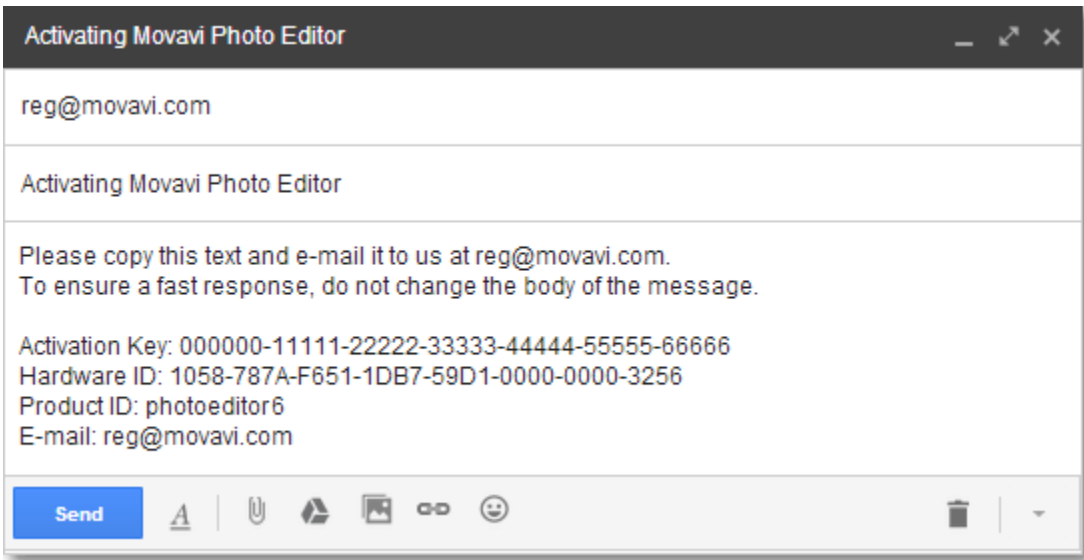 Activating Movavi Photo Editor
reg@movavi.com
Activating Movavi Photo Editor
Please copy this text and e-mail it to us at reg@movavi.com.
To ensure a fast response, do not change the body of the message.
Activation Key: 000000-11111-22222-33333-44444-55555-66666
Hardware ID: 1058-787A-F651-1DB7-59D1-0000-0000-3256
Product ID: photoeditor6
E-mail: reg@movavi.com
Send A